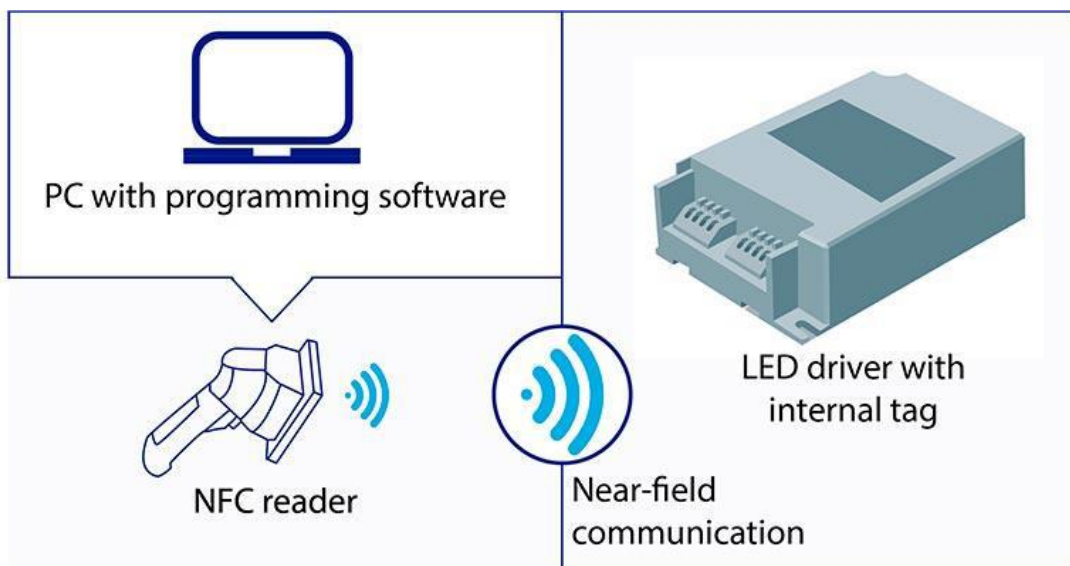 PC with programming software
NFC reader
Near-field
communication
LED driver with
internal tag